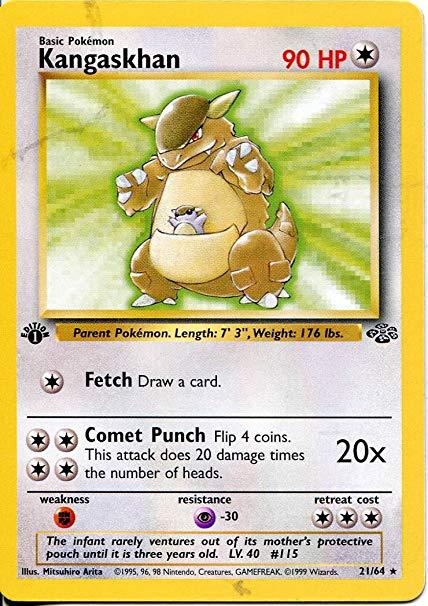 Basic Pokémon
Kangaskhan 90 HP
EDITION
1
Parent Pokémon. Length: 7' 3", Weight: 176 lbs.
Fetch Draw a card.
Comet Punch Flip 4 coins.
This attack does 20 damage times
the number of heads.
20x
weakness resistance retreat cost
-30
The infant rarely ventures out of its mother's protective
pouch until it is three years old. LV. 40 #115
Illus. Mitsuhiro Arita ©1995, 96, 98 Nintendo, Creatures, GAMEFREAK. ©1999 Wizards. 21/64 ★